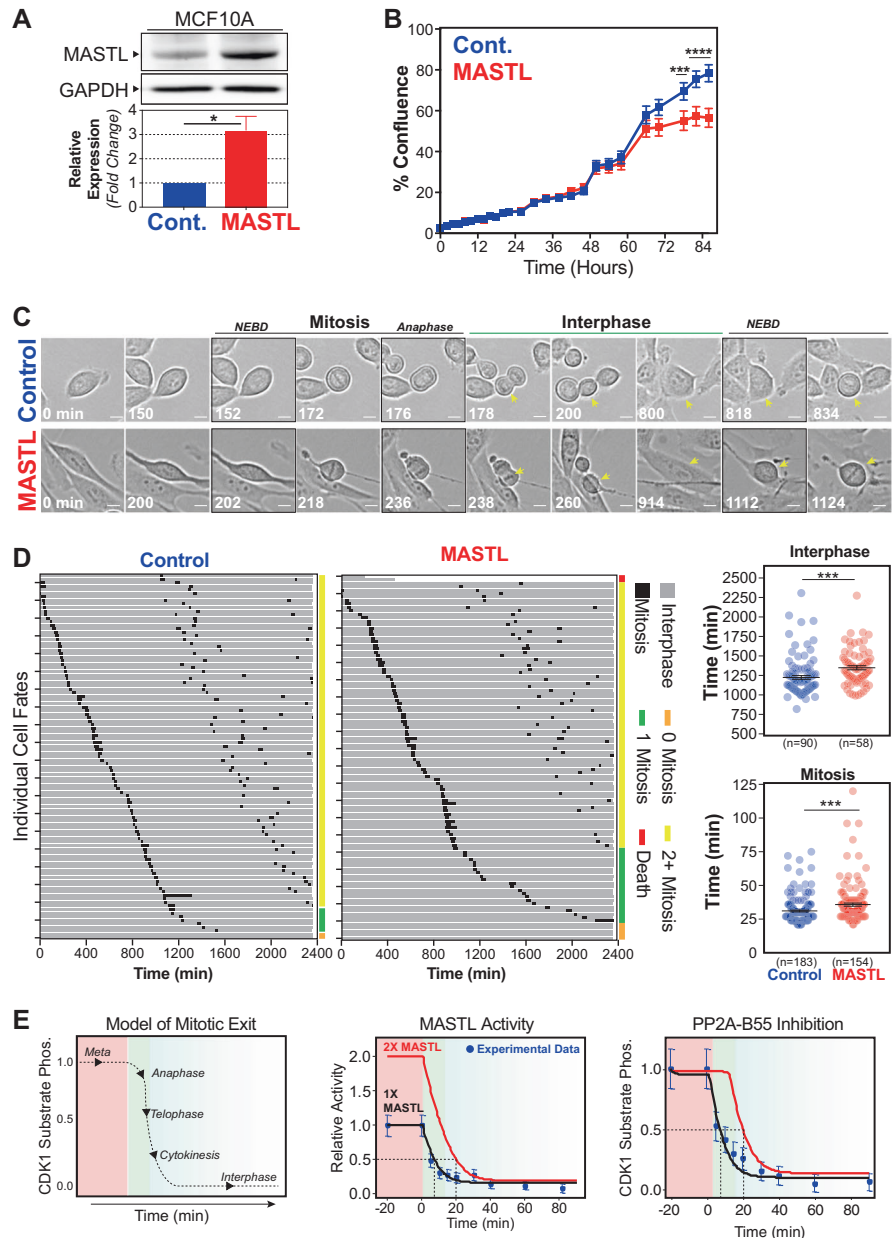 A
MCF10A
MASTL
GAPDH
Relative
Expression
(Fold Change)
4
3
2
1
0
*
Cont. MASTL
B
% Confluence
100
80
60
40
20
0
Cont.
MASTL
***
****
0 12 24 36 48 60 72 84
Time (Hours)
C
NEBD Mitosis Anaphase Interphase NEBD
Control
0 min 150 152 172 176 178 200 800 818 834
MASTL
0 min 200 202 218 236 238 260 914 1112 1124
D
Control
MASTL
Individual Cell Fates
0 400 800 1200 1600 2000 2400
Time (min)
0 400 800 1200 1600 2000 2400
Time (min)
Mitosis
Interphase
1 Mitosis
0 Mitosis
Death
2+ Mitosis
Interphase
Time (min)
2500
2250
2000
1750
1500
1250
1000
750
500
***
(n=90) (n=58)
Mitosis
Time (min)
125
100
75
50
25
0
***
(n=183) (n=154)
Control MASTL
E
Model of Mitotic Exit
CDK1 Substrate Phos.
1.0
0.5
0.0
Meta
Anaphase
Telophase
Cytokinesis
Interphase
Time (min)
MASTL Activity
Relative Activity
2.0
1.5
1.0
0.5
0.0
2X MASTL
Experimental Data
1X
MASTL
-20 0 20 40 60 80
Time (min)
PP2A-B55 Inhibition
CDK1 Substrate Phos.
1.0
0.5
0.0
-20 0 20 40 60 80
Time (min)